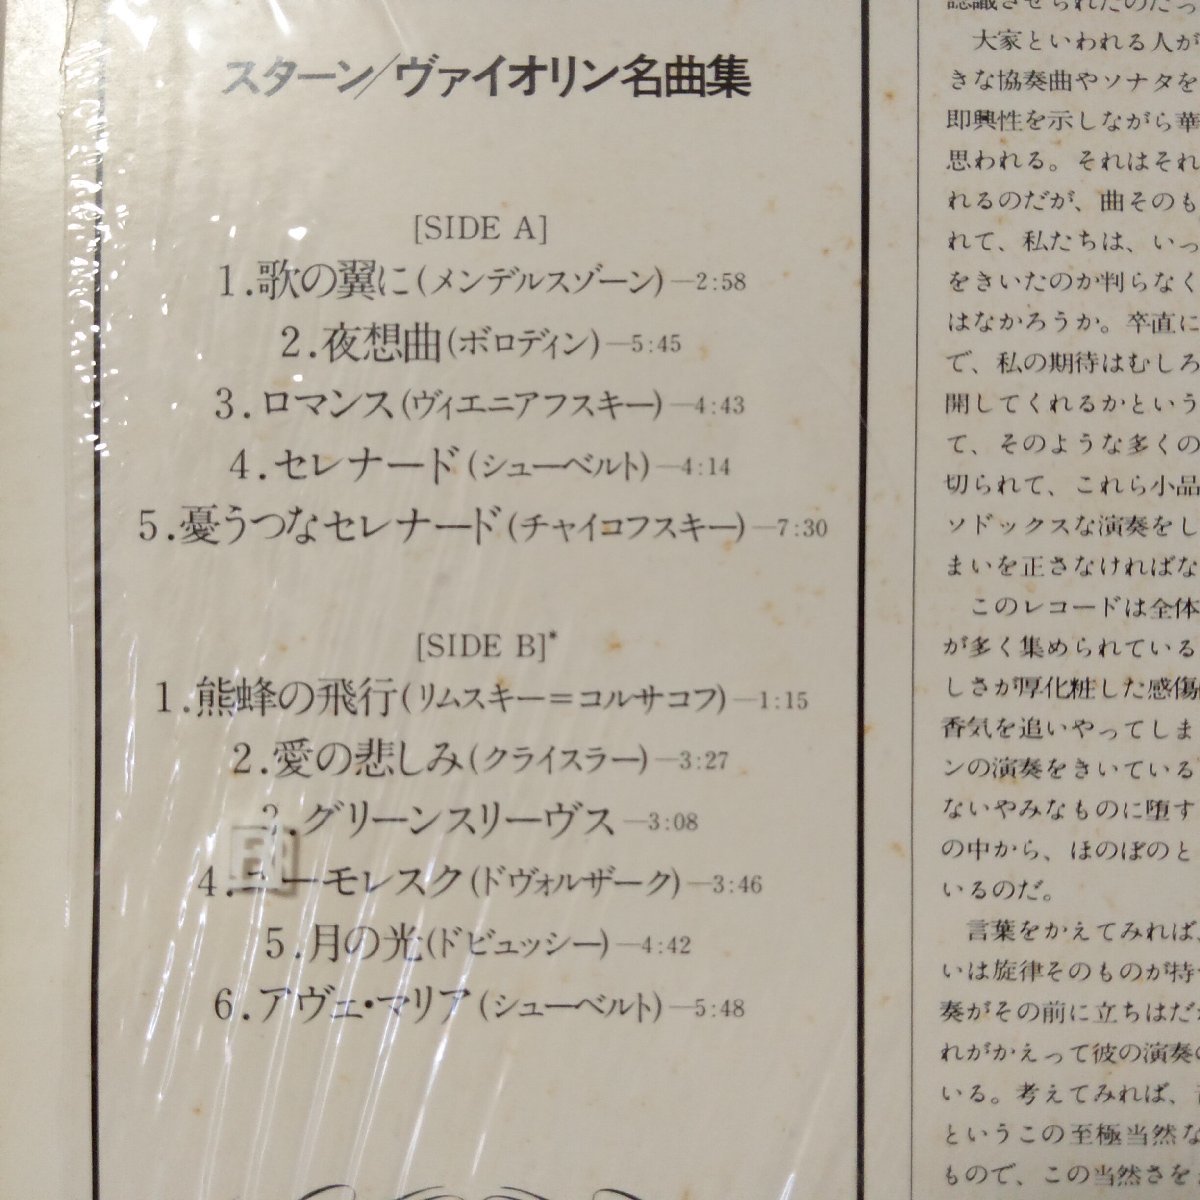 スターン/ヴァイオリン名曲集
[SIDE A]
1.歌の翼に(メンデルスゾーン)—2:58
2.夜想曲(ボロディン)—5:45
3.ロマンス(ヴィエニアフスキー)—4:43
4.セレナード(シューベルト)—4:14
5.憂うつなセレナード(チャイコフスキー)—7:30
[SIDE B]*
1.熊蜂の飛行(リムスキー=コルサコフ)—1:15
2.愛の悲しみ(クライスラー)—3:27
3.グリーンスリーヴス—3:08
4.ユーモレスク(ドヴォルザーク)—3:46
5.月の光(ドビュッシー)—4:42
6.アヴェ・マリア(シューベルト)—5:48
認識させられたのだっ
大家といわれる人が
きな協奏曲やソナタを
即興性を示しながら華
思われる。それはそれ
れるのだが、曲そのも
れて、私たちは、いっ
をきいたのか判らなく
はなかろうか。卒直に
で、私の期待はむしろ
開してくれるかという
て、そのような多くの
切られて、これら小品
ソドックスな演奏をし
まいを正さなければな
このレコードは全体
が多く集められている
しさが厚化粧した感傷
香気を追いやってしま
ンの演奏をきいている
ないやみなものに堕す
の中から、ほのぼのと
いるのだ。
言葉をかえてみれば、
いは旋律そのものが持
奏がその前に立ちはだ
れがかえって彼の演奏
いる。考えてみれば、
というこの至極当然な
もので、この当然さを